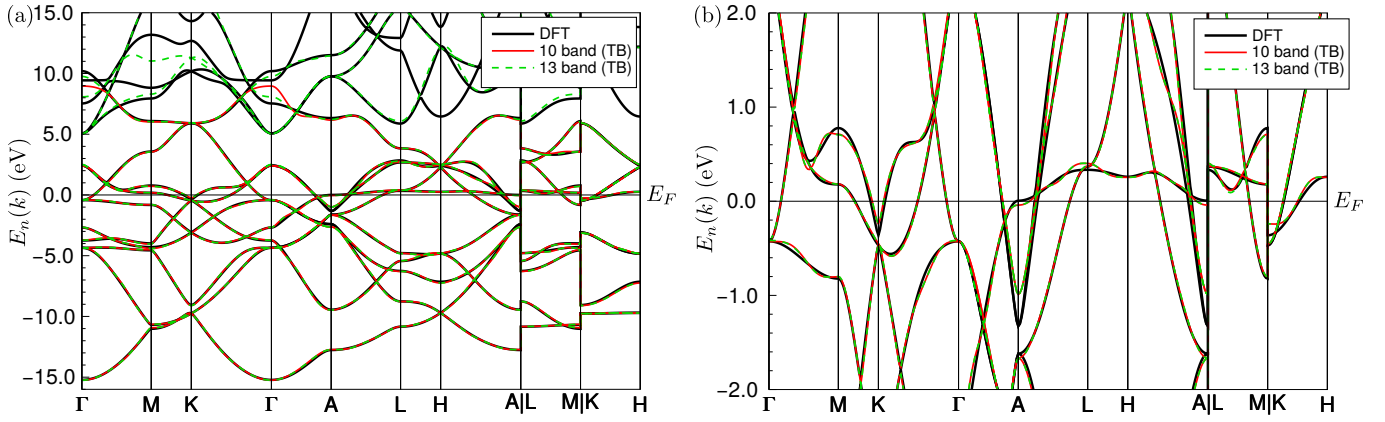 (a)
15.0
10.0
5.0
0.0
−5.0
−10.0
−15.0
E_n(k) (eV)
DFT
10 band (TB)
13 band (TB)
E_F
Γ M K Γ A L H A|L M|K H
(b)
2.0
1.0
0.0
−1.0
−2.0
E_n(k) (eV)
DFT
10 band (TB)
13 band (TB)
E_F
Γ M K Γ A L H A|L M|K H